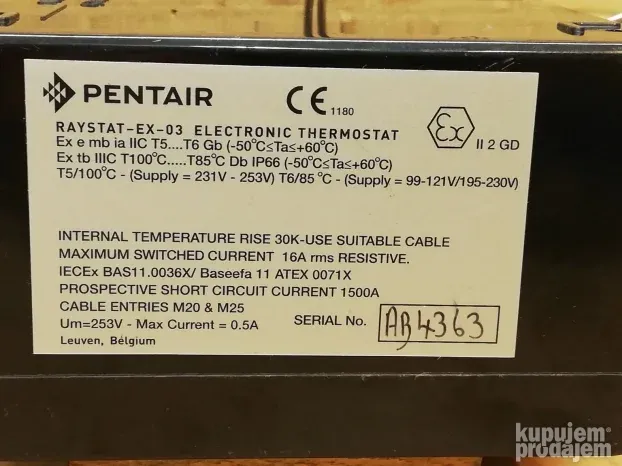 PENTAIR CE 1180
RAYSTAT-EX-03 ELECTRONIC THERMOSTAT
Ex e mb ia IIC T5....T6 Gb (-50°C≤Ta≤+60°C)
Ex II 2 GD
Ex tb IIIC T100°C.....T85°C Db IP66 (-50°C≤Ta≤+60°C)
T5/100°C - (Supply = 231V - 253V) T6/85 °C - (Supply = 99-121V/195-230V)
INTERNAL TEMPERATURE RISE 30K-USE SUITABLE CABLE
MAXIMUM SWITCHED CURRENT 16A rms RESISTIVE.
IECEx BAS11.0036X/ Baseefa 11 ATEX 0071X
PROSPECTIVE SHORT CIRCUIT CURRENT 1500A
CABLE ENTRIES M20 & M25
Um=253V - Max Current = 0.5A SERIAL No. AB4363
Leuven, Belgium
kupujem
prodajem